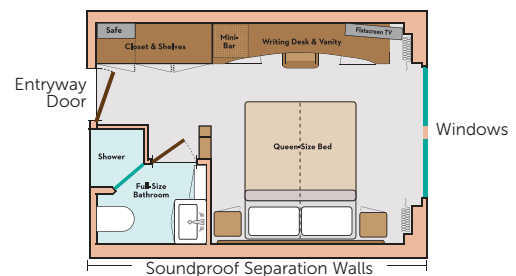 Safe
Closet & Shelves
Mini-
Bar
Writing Desk & Vanity
Flatscreen TV
Entryway
Door
Shower
Full-Size
Bathroom
Queen-Size Bed
Windows
Soundproof Separation Walls